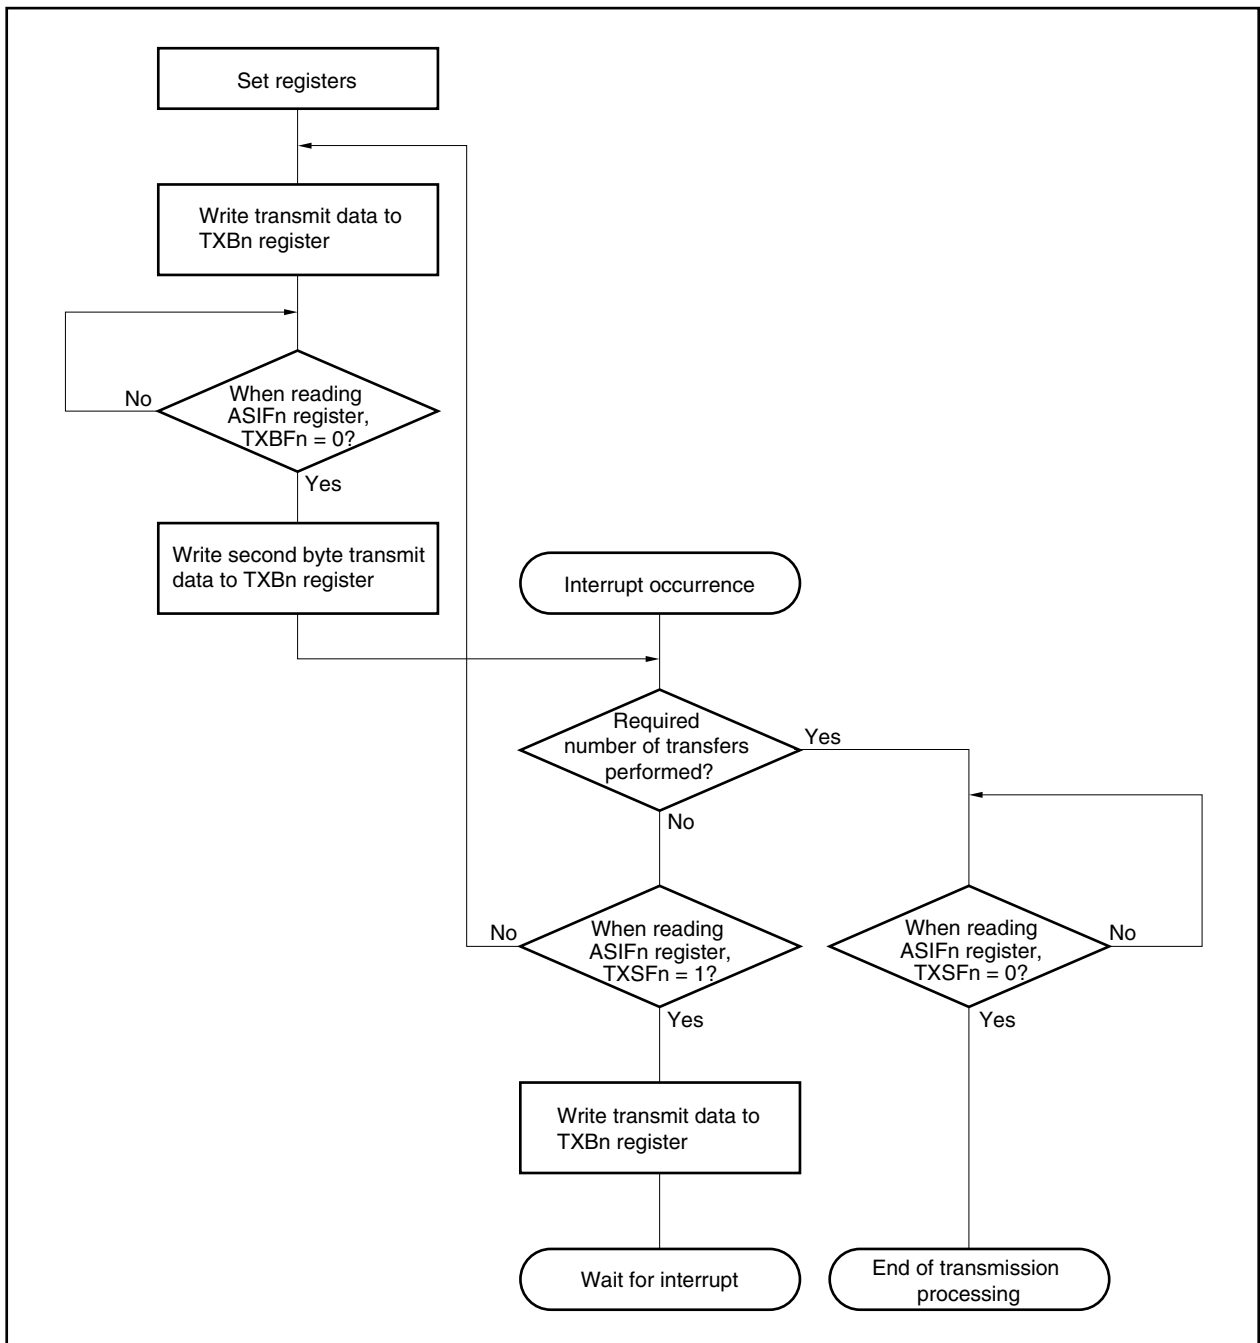 Set registers
Write transmit data to
TXBn register
No
When reading
ASIFn register,
TXBFn = 0?
Yes
Write second byte transmit
data to TXBn register
Interrupt occurrence
Required
number of transfers
performed?
Yes
No
No
When reading
ASIFn register,
TXSFn = 1?
Yes
When reading
ASIFn register,
TXSFn = 0?
No
Yes
Write transmit data to
TXBn register
Wait for interrupt
End of transmission
processing